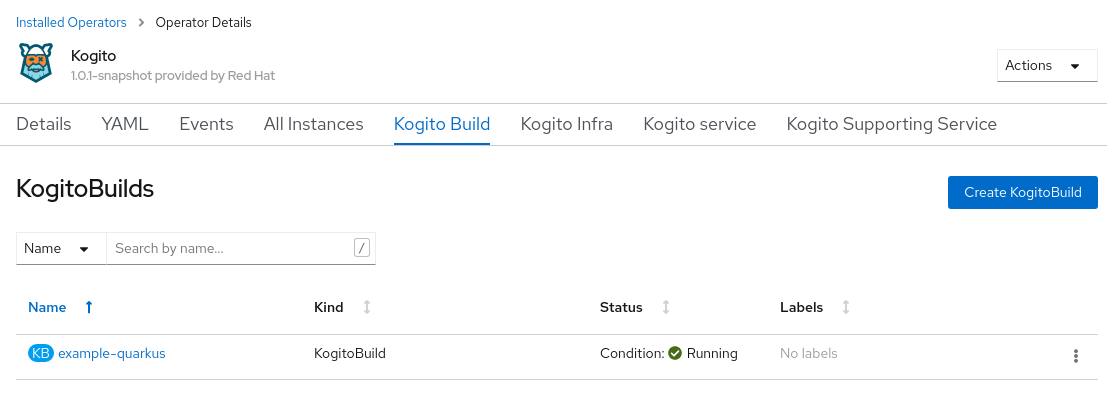 Installed Operators > Operator Details
Kogito
1.0.1-snapshot provided by Red Hat
Actions
Details YAML Events All Instances Kogito Build Kogito Infra Kogito service Kogito Supporting Service
KogitoBuilds
Create KogitoBuild
Name Search by name... /
Name Kind Status Labels
KB example-quarkus KogitoBuild Condition: Running No labels